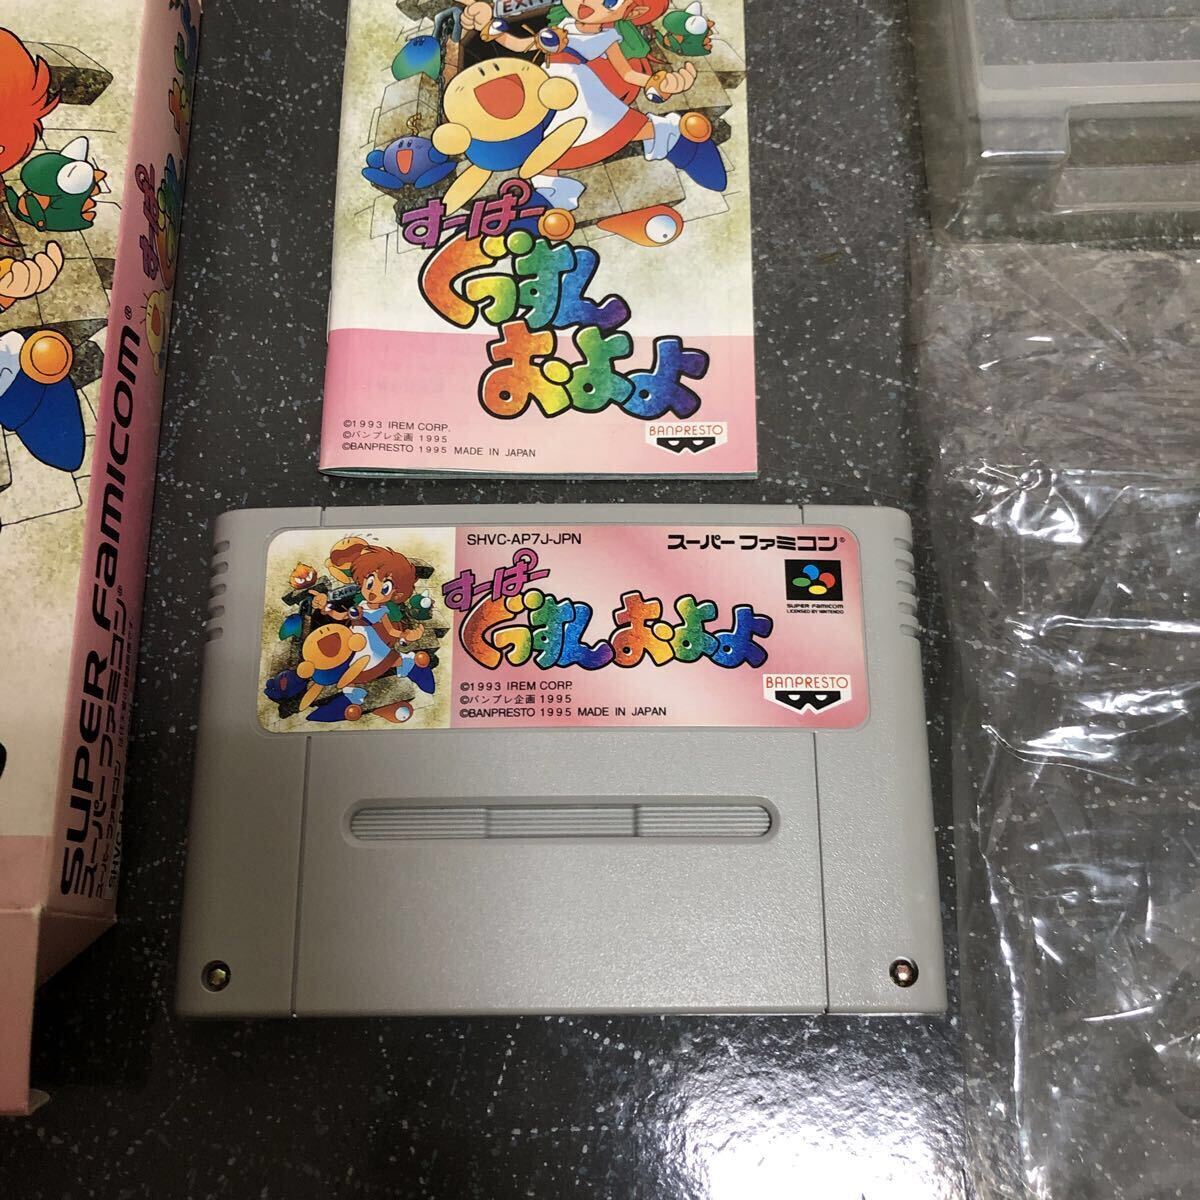 EXIT
すーぱー
ぐっすん
およよ
©1993 IREM CORP.
©バンプレ企画 1995
©BANPRESTO 1995 MADE IN JAPAN
BANPRESTO
SUPER FAMICOM
スーパーファミコン®
すーぱー
SHVC-AP7J-JPN
スーパーファミコン®
すーぱー
ぐっすんおよよ
SUPER FAMICOM
LICENSED BY NINTENDO
©1993 IREM CORP.
©バンプレ企画 1995
©BANPRESTO 1995 MADE IN JAPAN
BANPRESTO